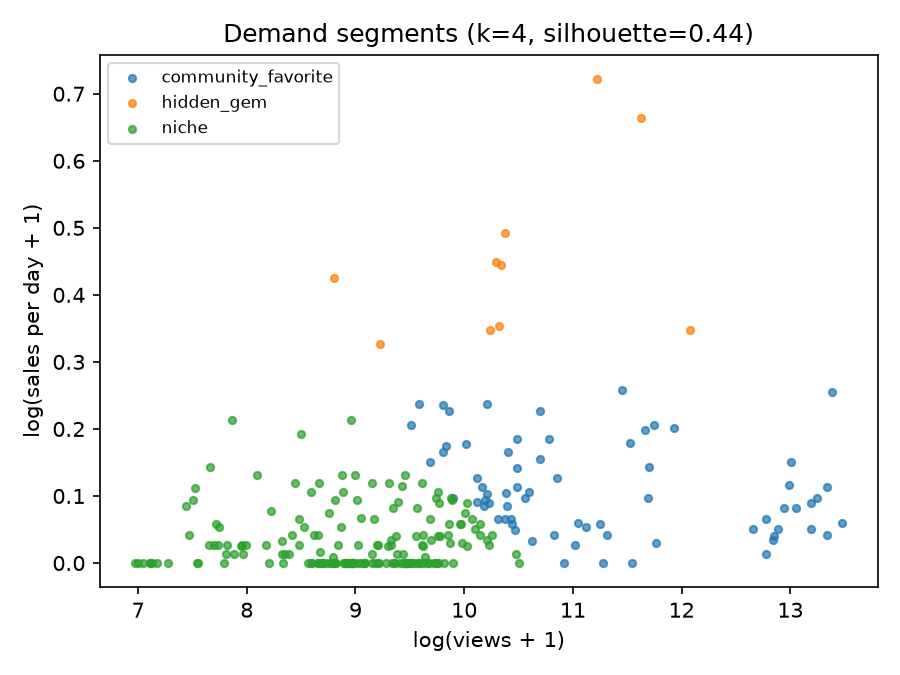 Demand segments (k=4, silhouette=0.44)
community_favorite
hidden_gem
niche
log(sales per day + 1)
0.7
0.6
0.5
0.4
0.3
0.2
0.1
0.0
7 8 9 10 11 12 13
log(views + 1)